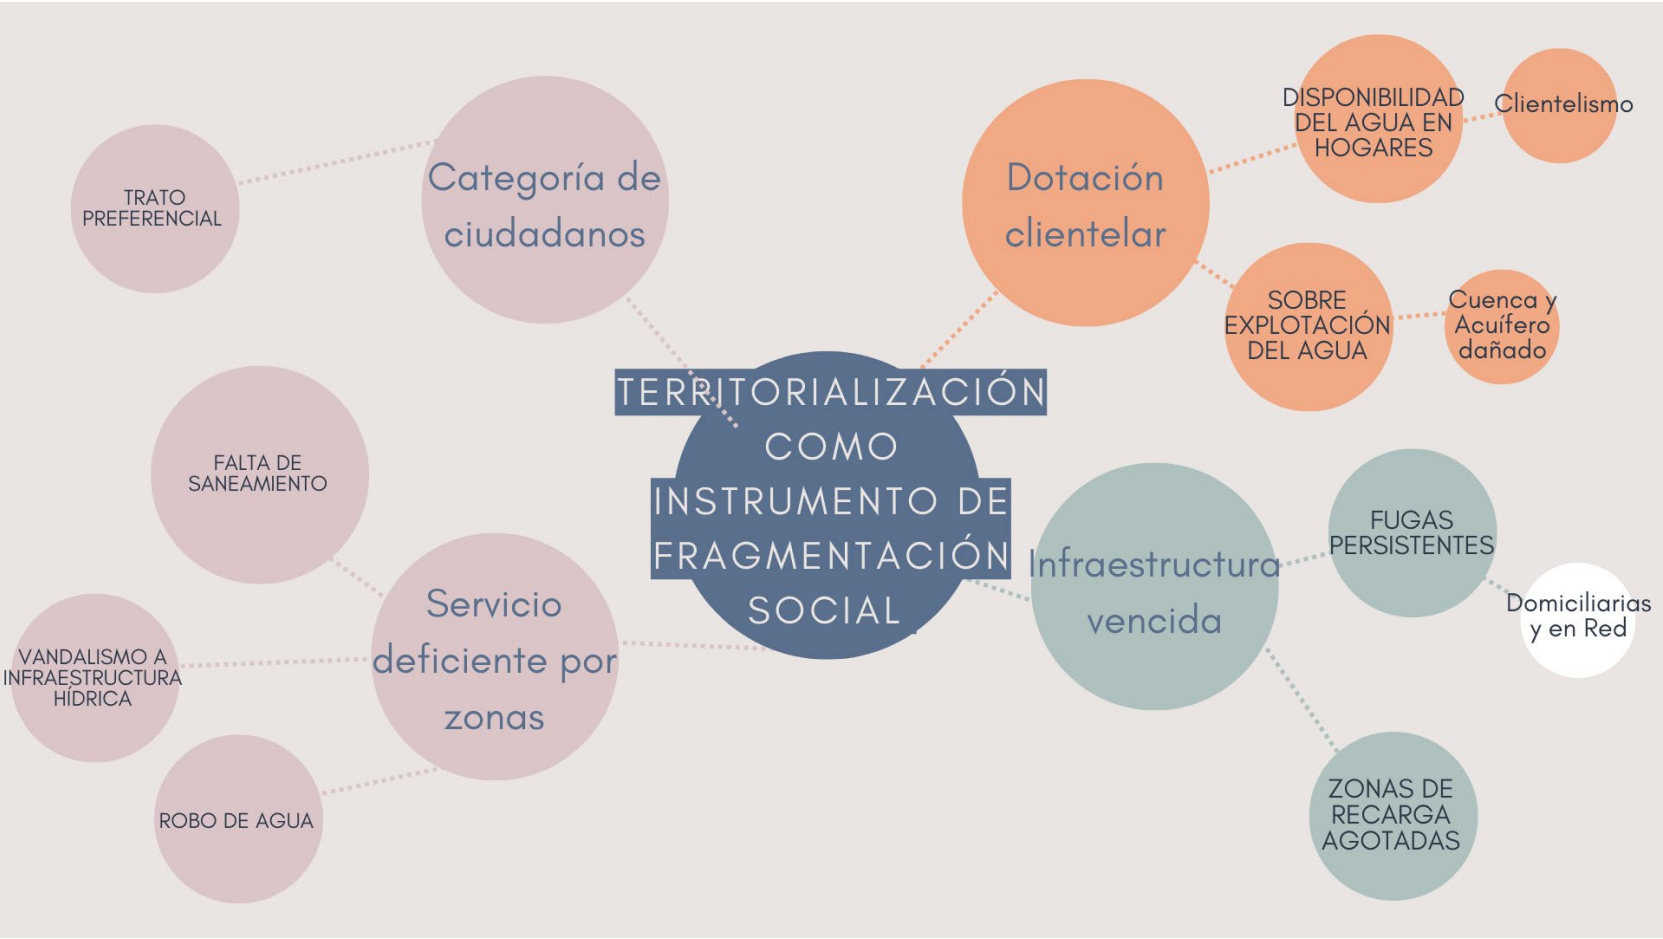 TERRITORIALIZACIÓN
COMO
INSTRUMENTO DE
FRAGMENTACIÓN
SOCIAL
Categoría de
ciudadanos
TRATO
PREFERENCIAL
Dotación
clientelar
DISPONIBILIDAD
DEL AGUA EN
HOGARES
Clientelismo
SOBRE
EXPLOTACIÓN
DEL AGUA
Cuenca y
Acuífero
dañado
Servicio
deficiente por
zonas
FALTA DE
SANEAMIENTO
VANDALISMO A
INFRAESTRUCTURA
HÍDRICA
ROBO DE AGUA
Infraestructura
vencida
FUGAS
PERSISTENTES
Domiciliarias
y en Red
ZONAS DE
RECARGA
AGOTADAS